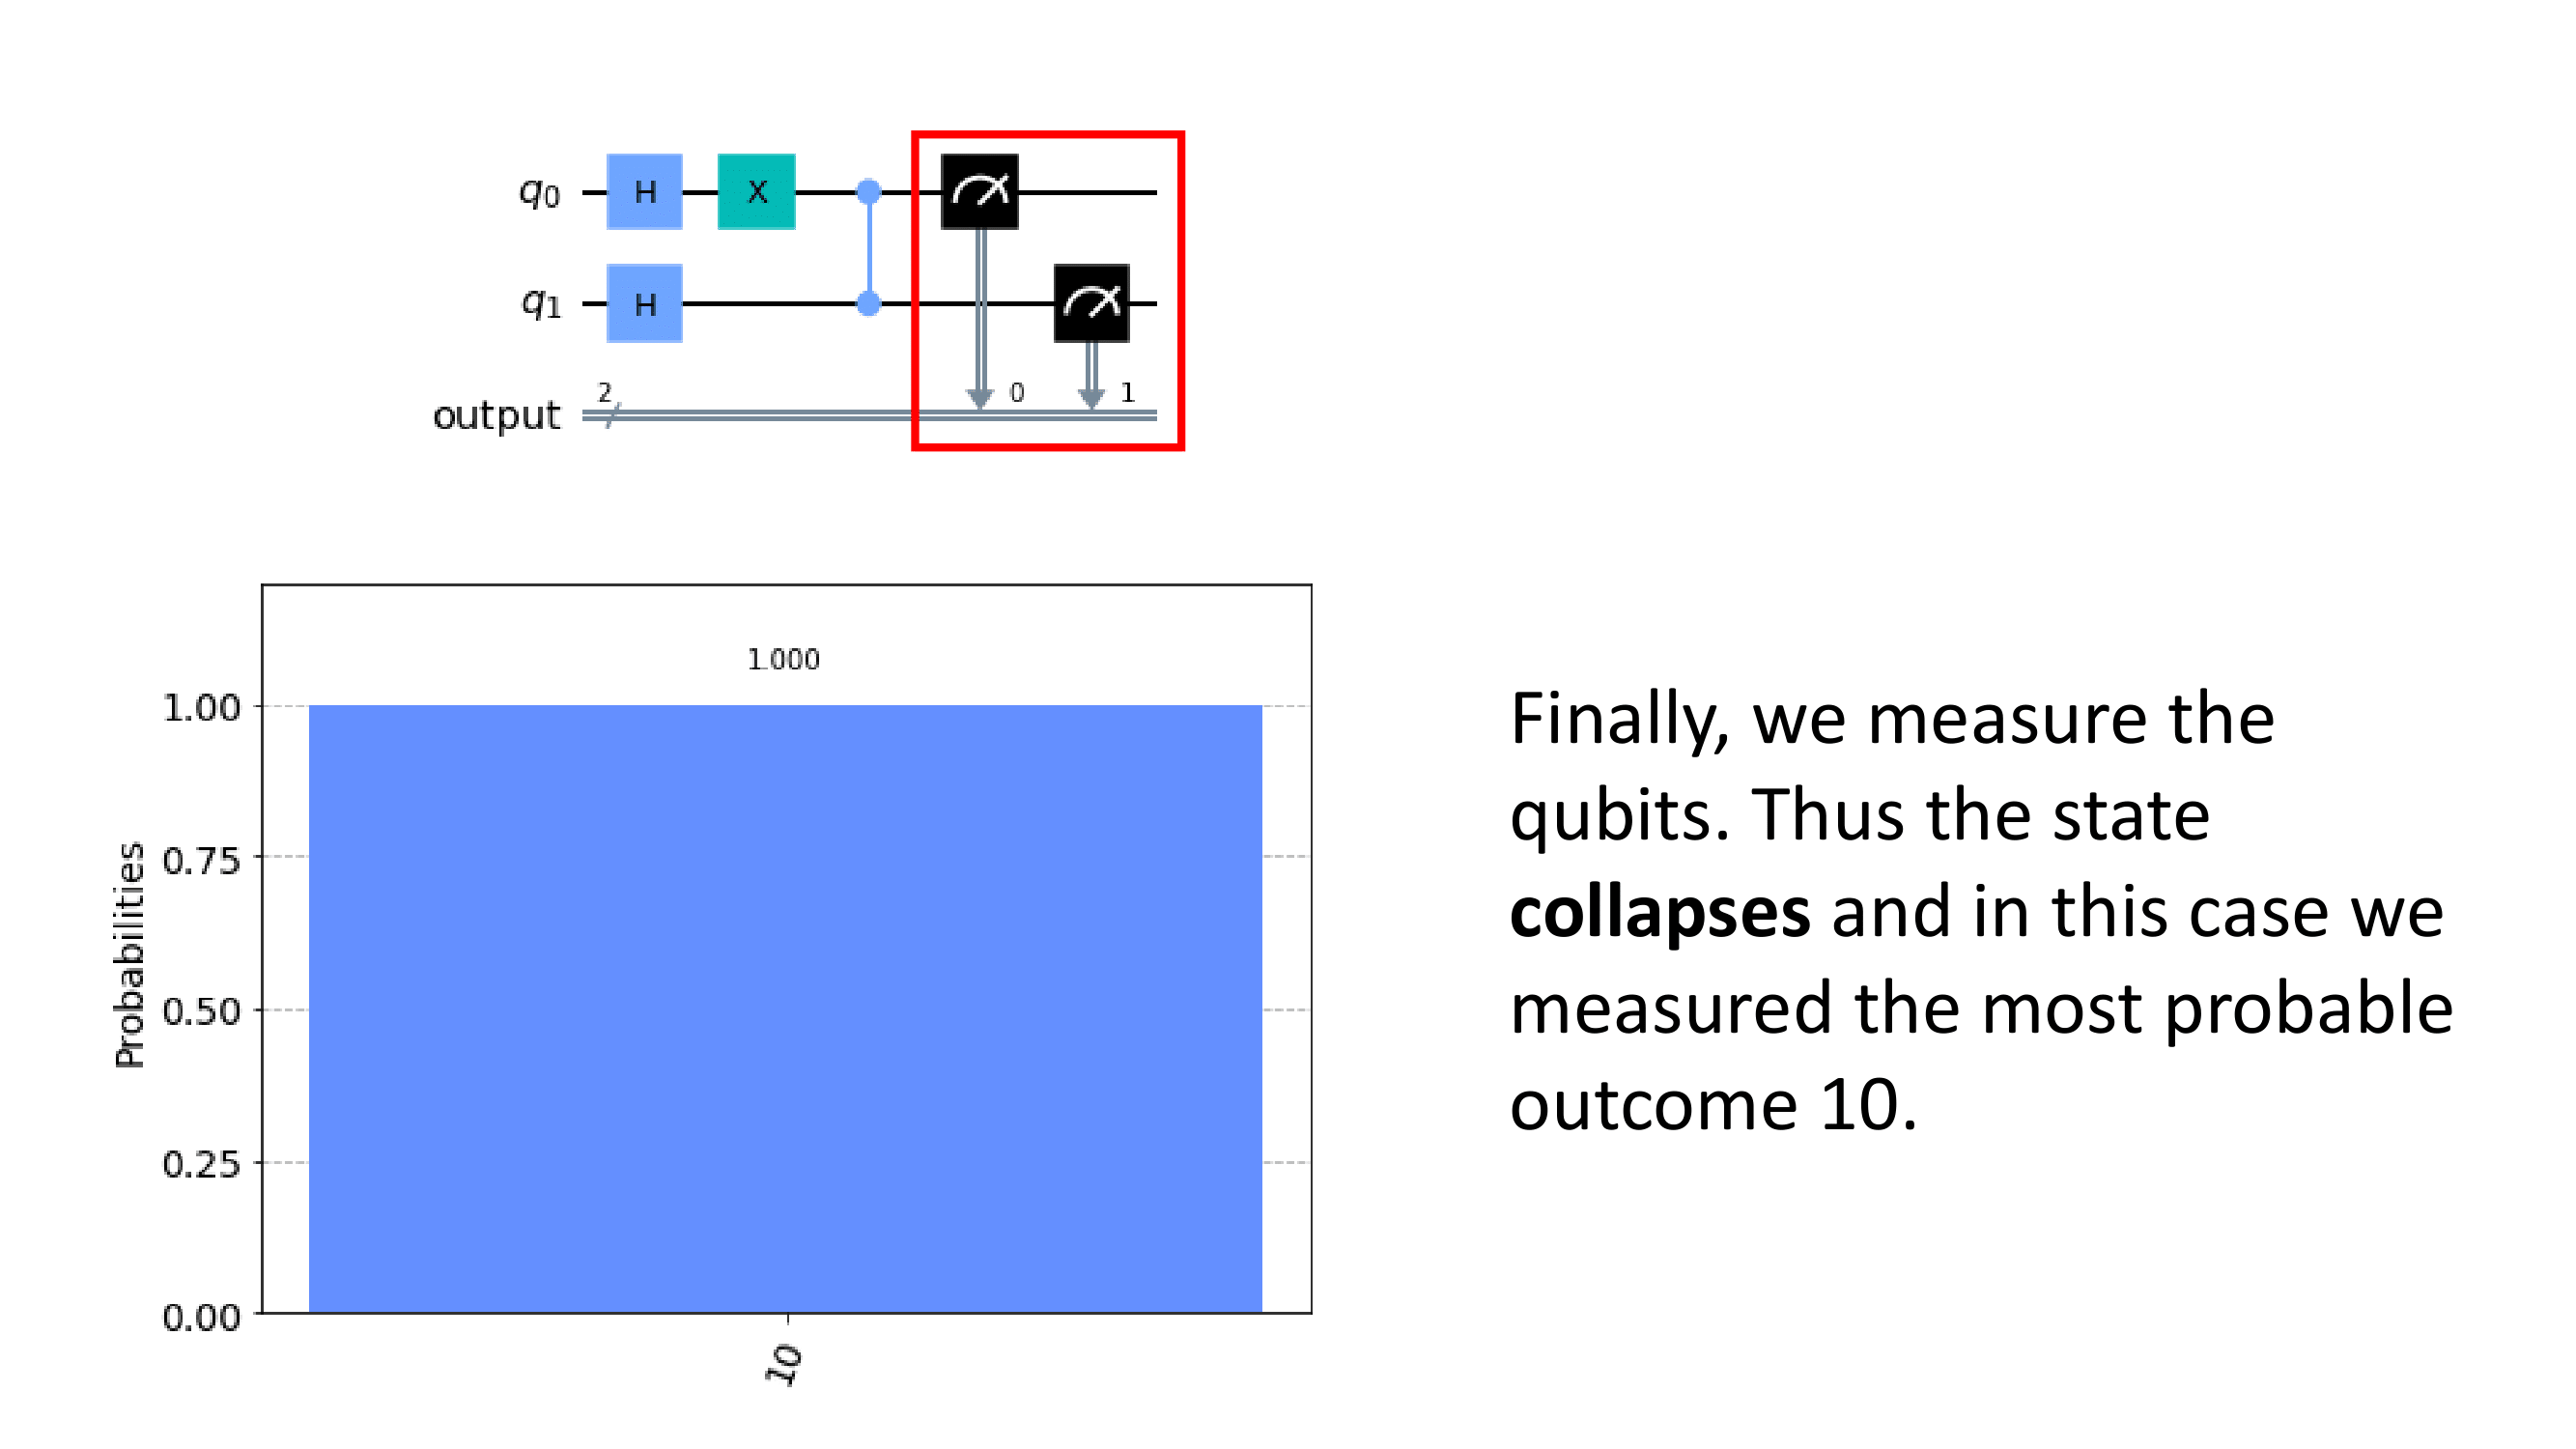 q0 H X
q1 H
output 2 0 1
1.000
1.00
0.75
0.50
0.25
0.00
Probabilities
10
Finally, we measure the
qubits. Thus the state
collapses and in this case we
measured the most probable
outcome 10.